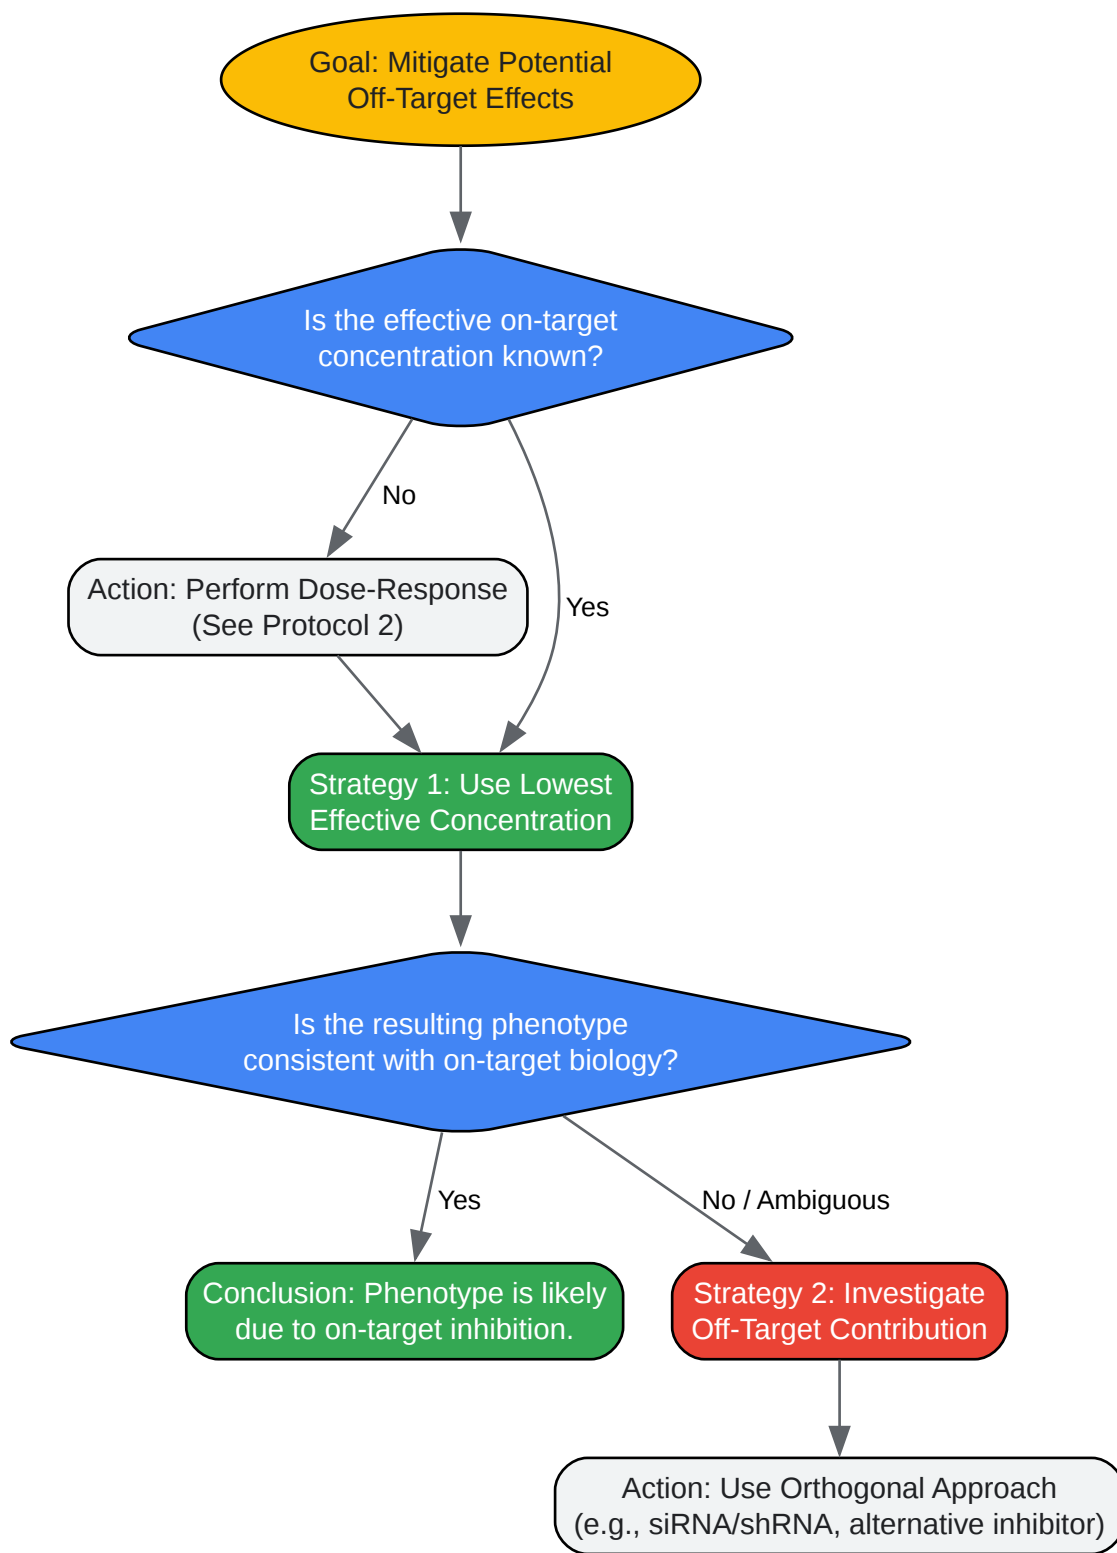 Goal: Mitigate Potential
Off-Target Effects
Is the effective on-target
concentration known?
No
Yes
Action: Perform Dose-Response
(See Protocol 2)
Strategy 1: Use Lowest
Effective Concentration
Is the resulting phenotype
consistent with on-target biology?
Yes
No / Ambiguous
Conclusion: Phenotype is likely
due to on-target inhibition.
Strategy 2: Investigate
Off-Target Contribution
Action: Use Orthogonal Approach
(e.g., siRNA/shRNA, alternative inhibitor)